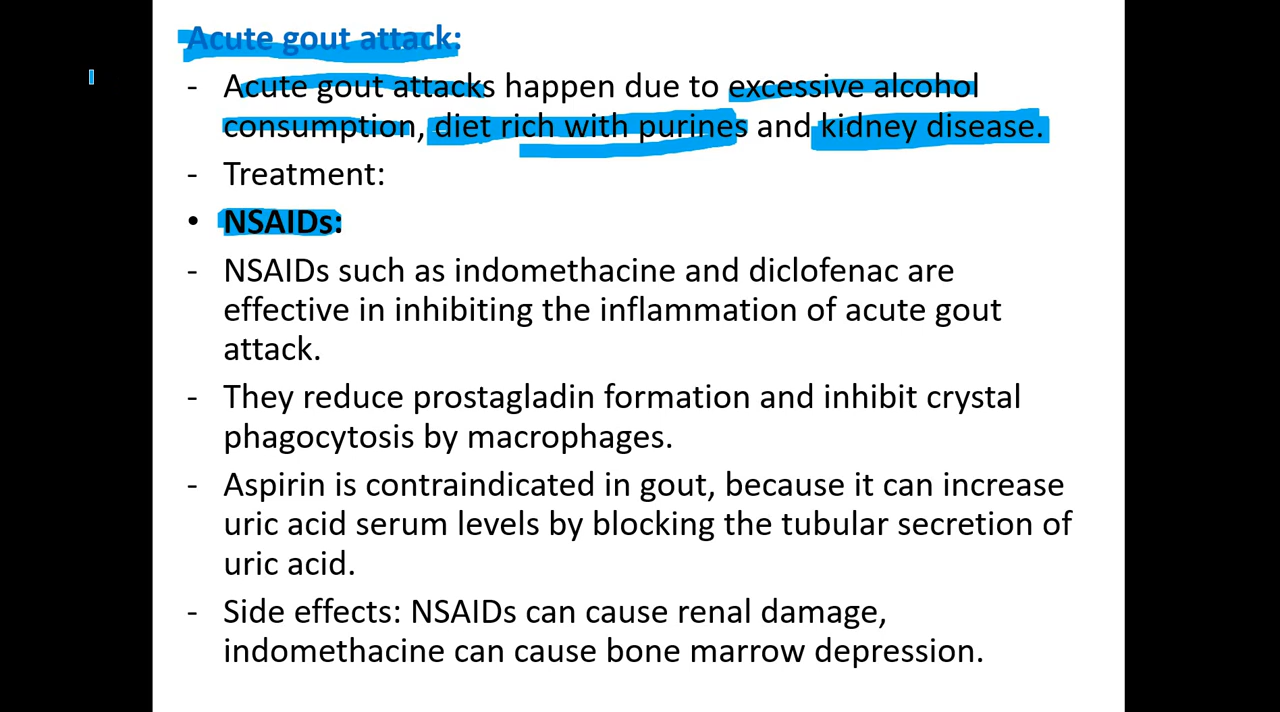 Acute gout attack:
- Acute gout attacks happen due to excessive alcohol
consumption, diet rich with purines and kidney disease.
- Treatment:
• NSAIDs:
- NSAIDs such as indomethacine and diclofenac are
effective in inhibiting the inflammation of acute gout
attack.
- They reduce prostagladin formation and inhibit crystal
phagocytosis by macrophages.
- Aspirin is contraindicated in gout, because it can increase
uric acid serum levels by blocking the tubular secretion of
uric acid.
- Side effects: NSAIDs can cause renal damage,
indomethacine can cause bone marrow depression.